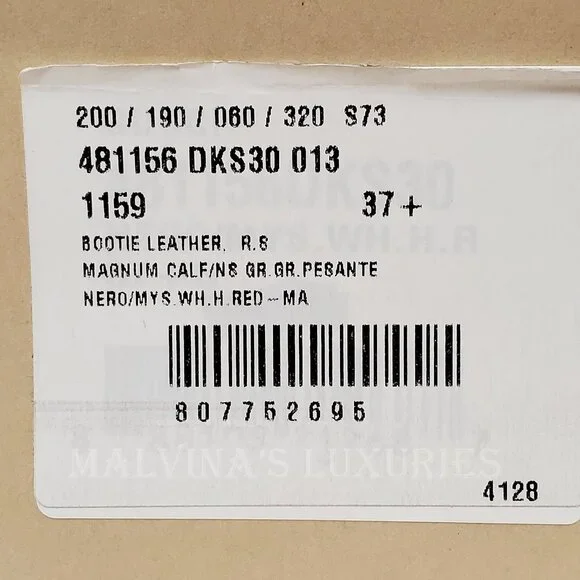 200 / 190 / 060 / 320 S73
481156 DKS30 013
1159 37+
BOOTIE LEATHER, R.S
MAGNUM CALF/NS GR.GR.PESANTE
NERO/MYS.WH.H.RED-MA
807752695
MALVINA'S LUXURIES
4128